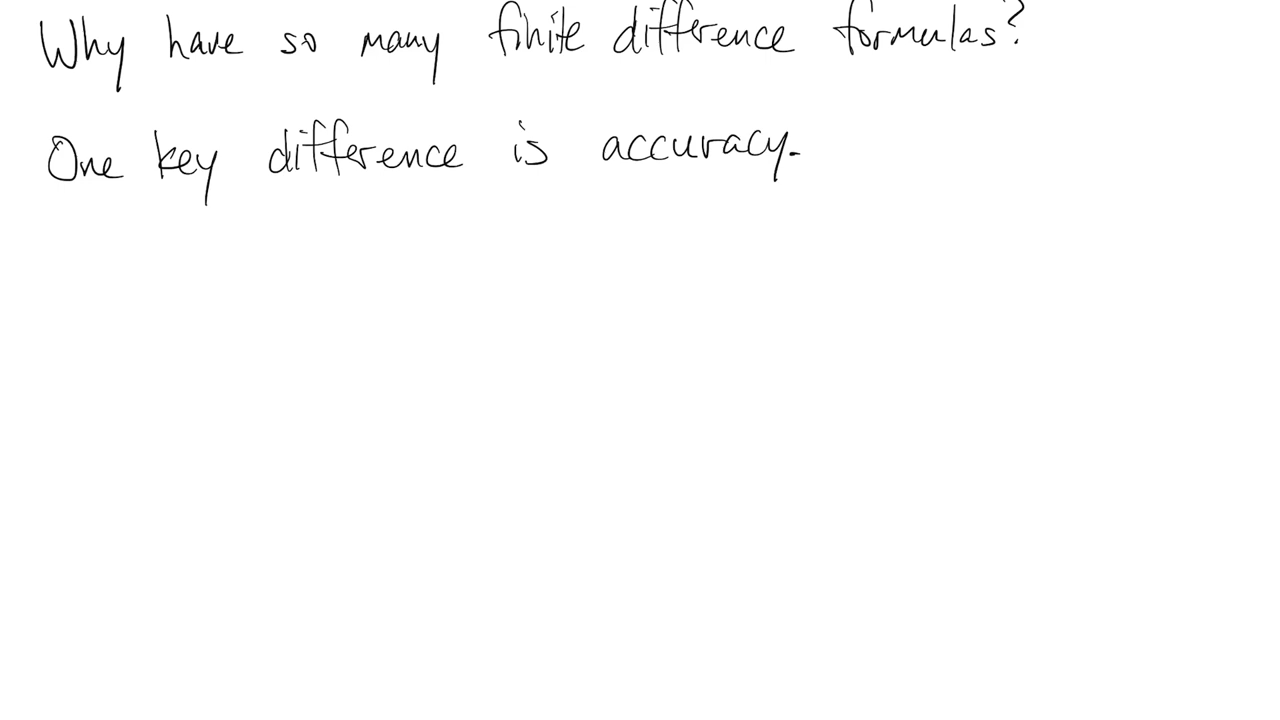 Why have so many finite difference formulas?
One key difference is accuracy.